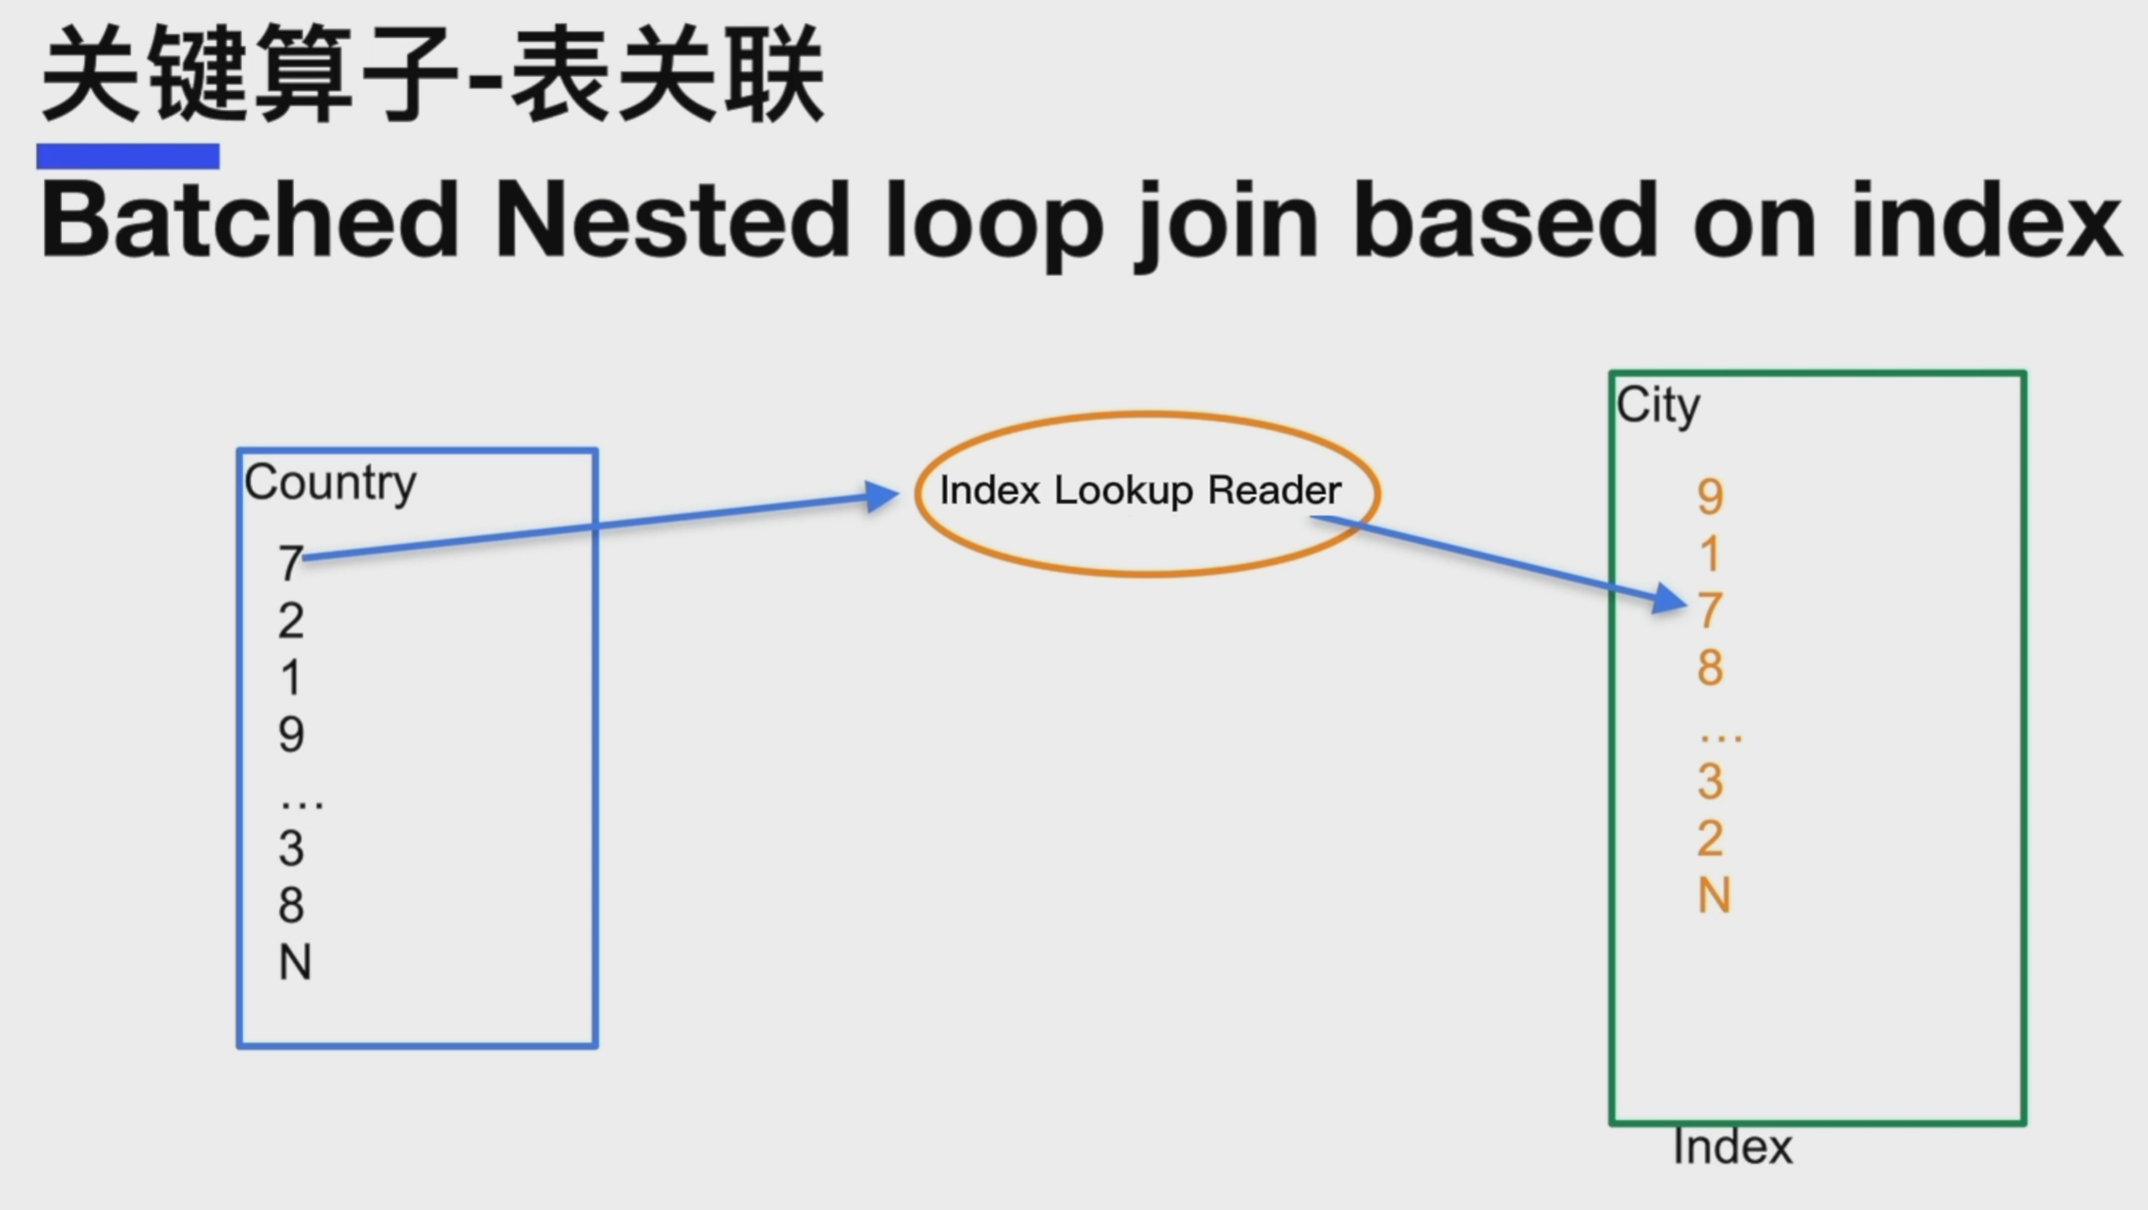 关键算子-表关联
Batched Nested loop join based on index
Country
7
2
1
9
...
3
8
N
Index Lookup Reader
City
9
1
7
8
...
3
2
N
Index